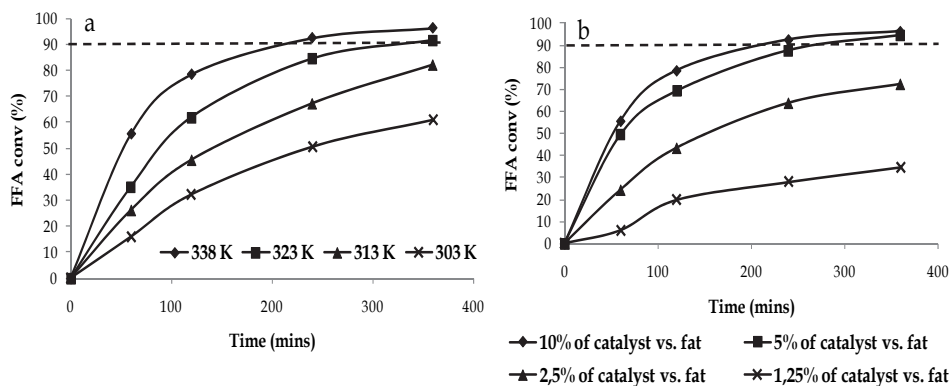 a
FFA conv (%)
100
90
80
70
60
50
40
30
20
10
0
338 K 323 K 313 K 303 K
0 100 200 300 400
Time (mins)
b
FFA conv (%)
100
90
80
70
60
50
40
30
20
10
0
0 100 200 300 400
Time (mins)
10% of catalyst vs. fat 5% of catalyst vs. fat
2,5% of catalyst vs. fat 1,25% of catalyst vs. fat